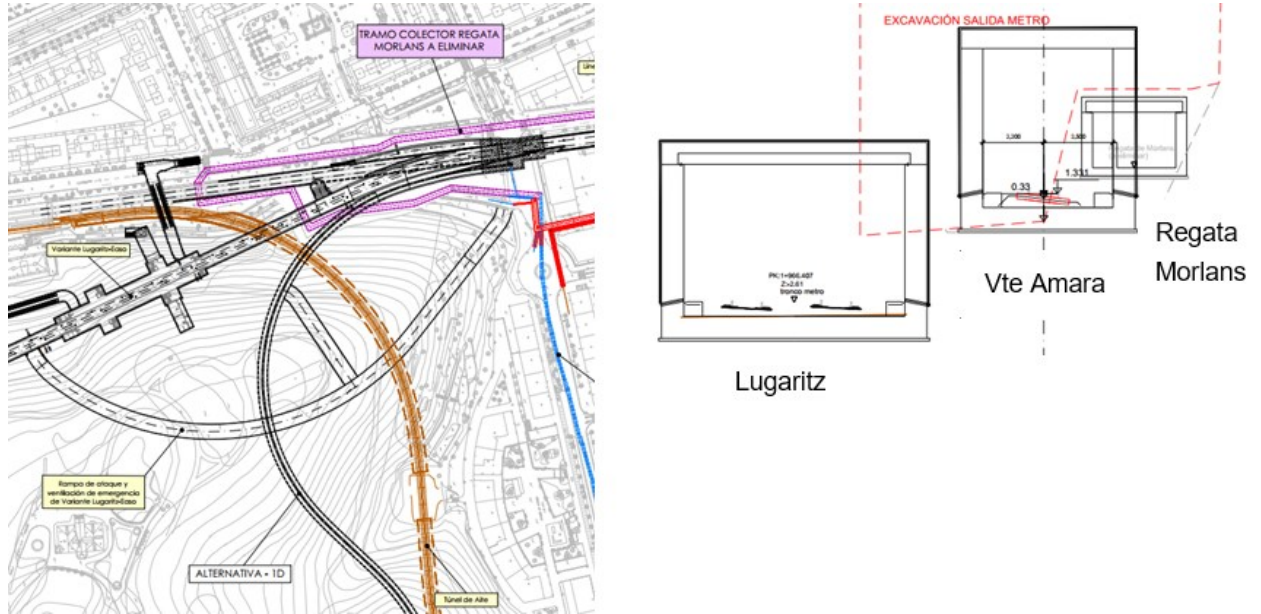 TRAMO COLECTOR REGATA
MORLANS A ELIMINAR
Variante Lugaritz-Easo
Rampa de ataque y
ventilación de emergencia
de Variante Lugaritz-Easo
ALTERNATIVA - 1D
Túnel de Aiete
EXCAVACIÓN SALIDA METRO
1.331
0.33
PK:1+966.407
Z=2.61
tronco metro
Lugaritz
Vte Amara
Regata
Morlans